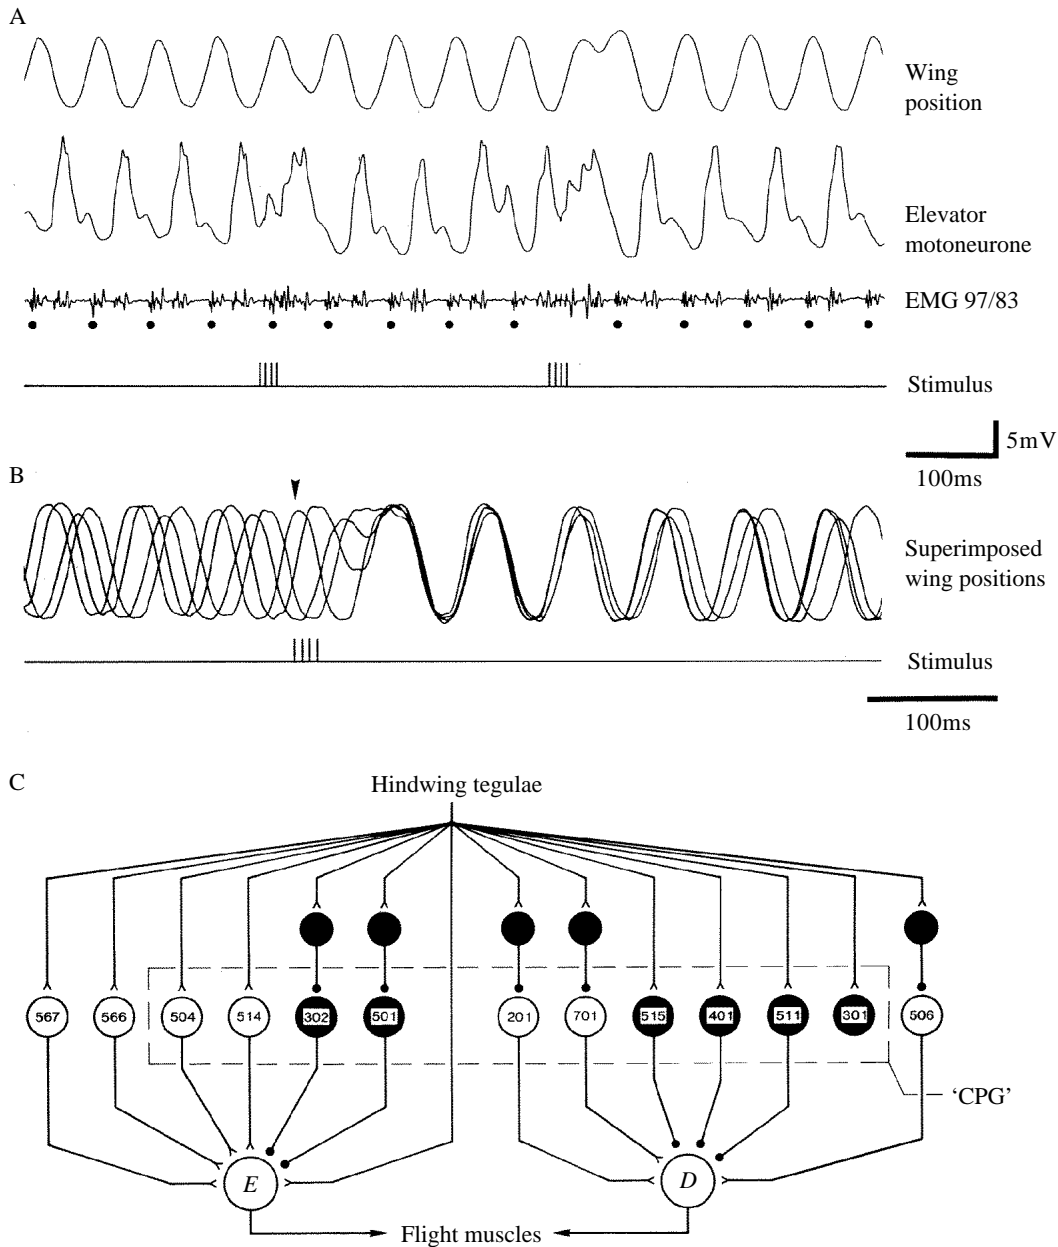 A
Wing
position
Elevator
motoneurone
EMG 97/83
Stimulus
5mV
100ms
B
Superimposed
wing positions
Stimulus
100ms
C
Hindwing tegulae
567 566 504 514 302 501 201 701 515 401 511 301 506
‘CPG’
E D
Flight muscles